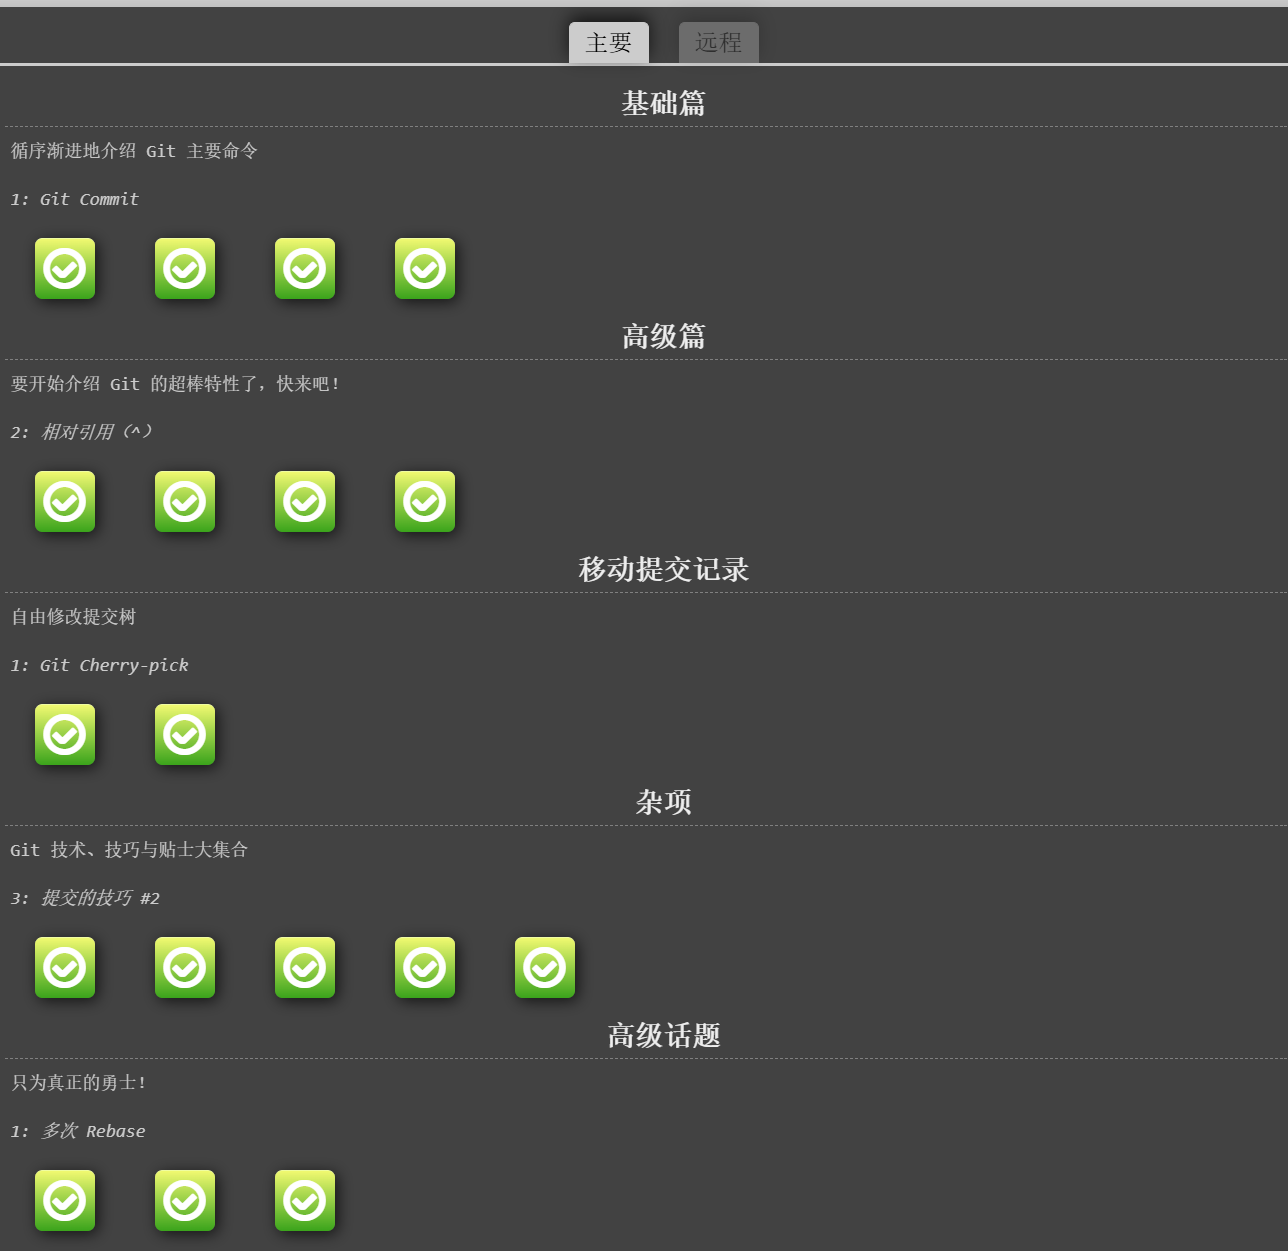 主要 远程
基础篇
循序渐进地介绍 Git 主要命令
1: Git Commit
高级篇
要开始介绍 Git 的超棒特性了，快来吧！
2: 相对引用（^）
移动提交记录
自由修改提交树
1: Git Cherry-pick
杂项
Git 技术、技巧与贴士大集合
3: 提交的技巧 #2
高级话题
只为真正的勇士！
1: 多次 Rebase